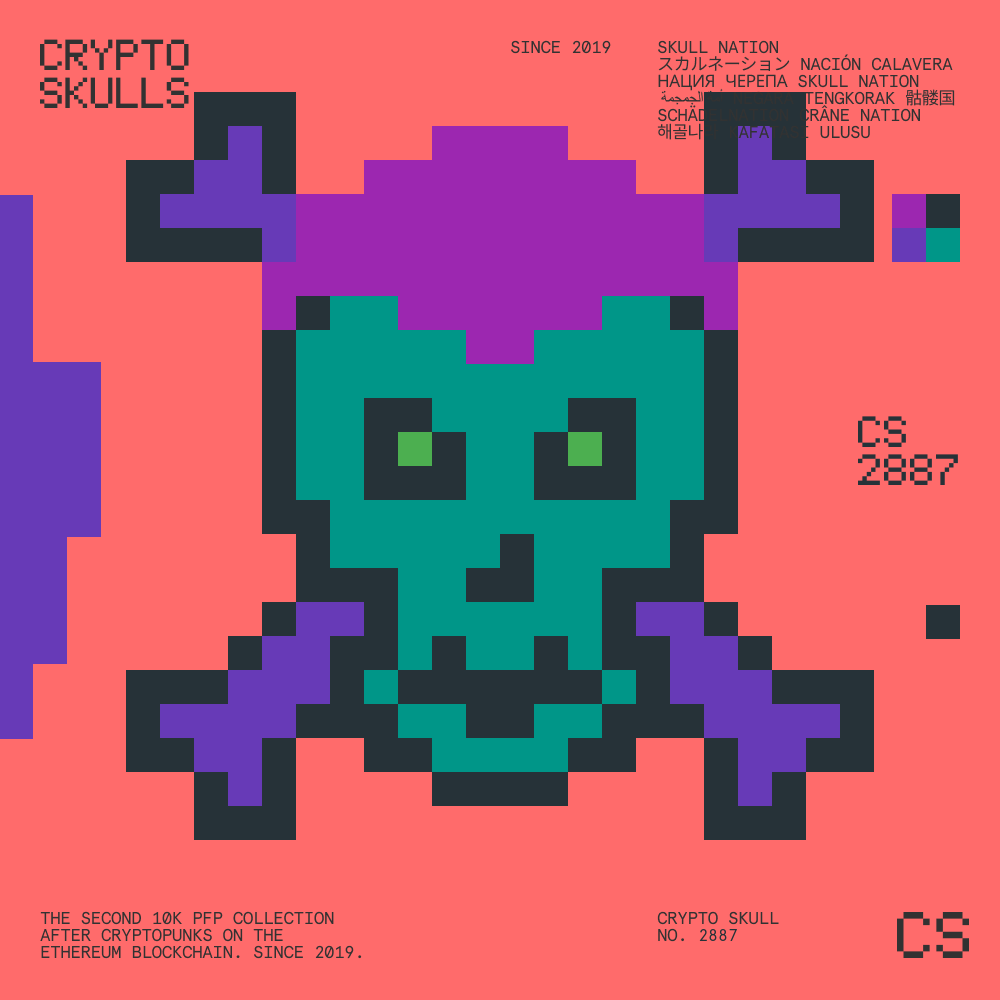 CRYPTO
SKULLS
SINCE 2019
SKULL NATION
スカルネーション NACIÓN CALAVERA
НАЦИЯ ЧЕРЕПА SKULL NATION
الجمجمة TENGKORAK 骷髅国
CRÂNE NATION
해골나 ULUSU
CS
2887
THE SECOND 10K PFP COLLECTION
AFTER CRYPTOPUNKS ON THE
ETHEREUM BLOCKCHAIN. SINCE 2019.
CRYPTO SKULL
NO. 2887
CS